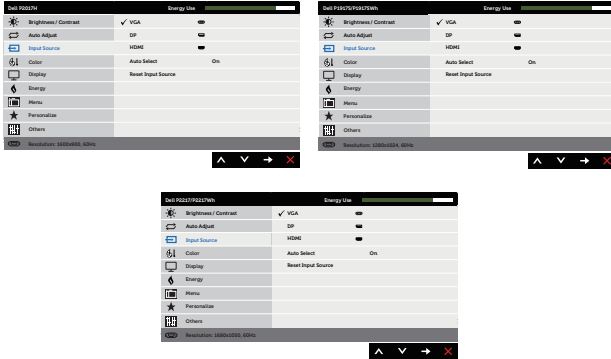 Dell P2017H Energy Use
Brightness / Contrast ✓ VGA
Auto Adjust DP
Input Source HDMI
Color Auto Select On
Display Reset Input Source
Energy
Menu
Personalize
Others
Resolution: 1600x900, 60Hz
Dell P1917S/P1917SWh Energy Use
Brightness / Contrast ✓ VGA
Auto Adjust DP
Input Source HDMI
Color Auto Select On
Display Reset Input Source
Energy
Menu
Personalize
Others
Resolution: 1280x1024, 60Hz
Dell P2217/P2217Wh Energy Use
Brightness / Contrast ✓ VGA
Auto Adjust DP
Input Source HDMI
Color Auto Select On
Display Reset Input Source
Energy
Menu
Personalize
Others
Resolution: 1680x1050, 60Hz